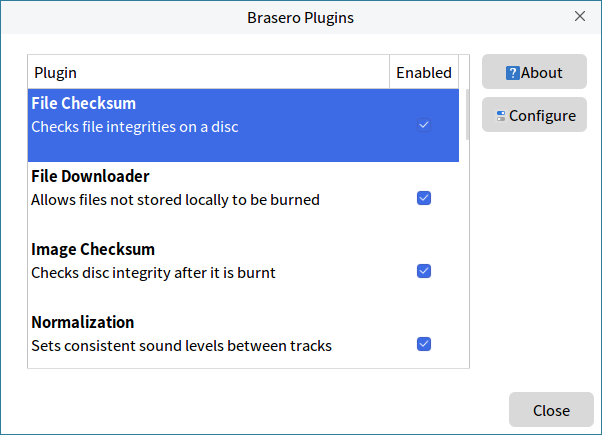 Brasero Plugins
Plugin Enabled
About
File Checksum
Checks file integrities on a disc
Configure
File Downloader
Allows files not stored locally to be burned
Image Checksum
Checks disc integrity after it is burnt
Normalization
Sets consistent sound levels between tracks
Close